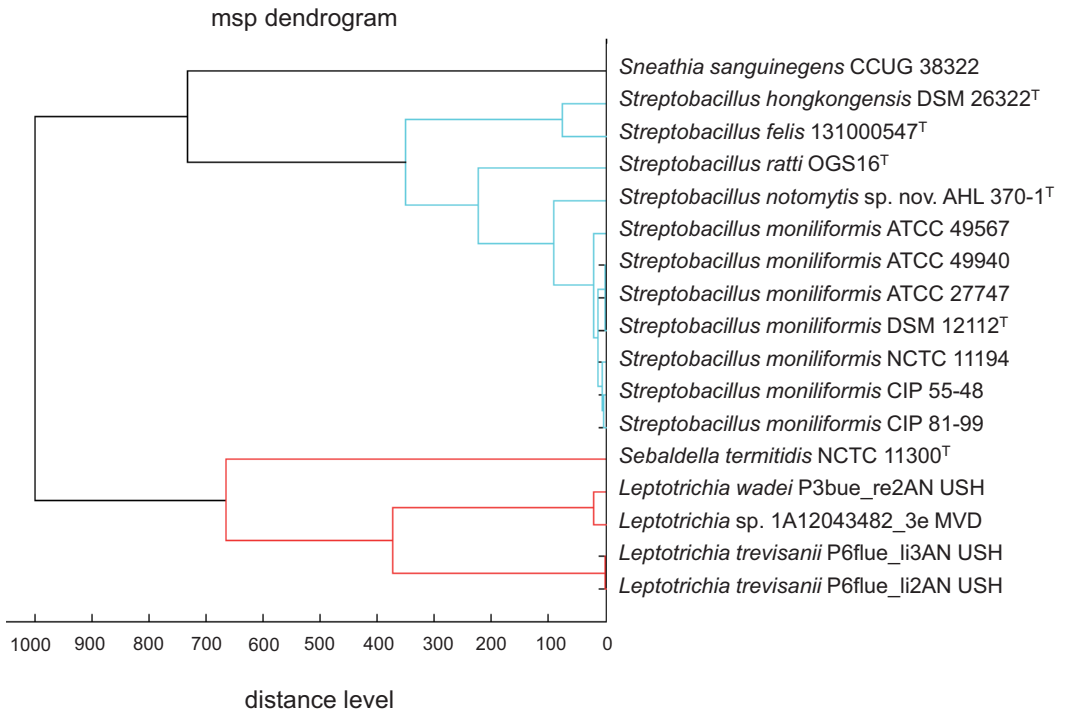 msp dendrogram
Sneathia sanguinegens CCUG 38322
Streptobacillus hongkongensis DSM 26322ᵀ
Streptobacillus felis 131000547ᵀ
Streptobacillus ratti OGS16ᵀ
Streptobacillus notomytis sp. nov. AHL 370-1ᵀ
Streptobacillus moniliformis ATCC 49567
Streptobacillus moniliformis ATCC 49940
Streptobacillus moniliformis ATCC 27747
Streptobacillus moniliformis DSM 12112ᵀ
Streptobacillus moniliformis NCTC 11194
Streptobacillus moniliformis CIP 55-48
Streptobacillus moniliformis CIP 81-99
Sebaldella termitidis NCTC 11300ᵀ
Leptotrichia wadei P3bue_re2AN USH
Leptotrichia sp. 1A12043482_3e MVD
Leptotrichia trevisanii P6flue_li3AN USH
Leptotrichia trevisanii P6flue_li2AN USH
1000 900 800 700 600 500 400 300 200 100 0
distance level